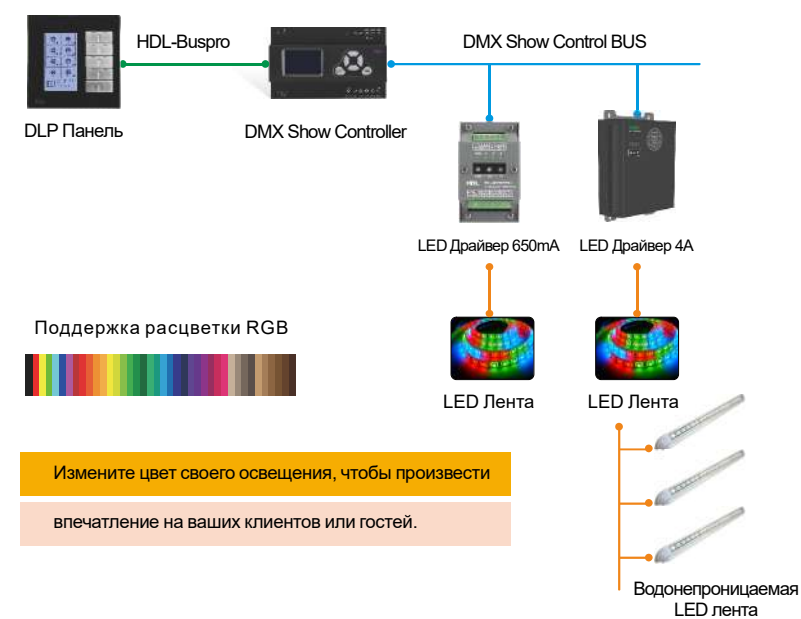 HDL-Buspro
DMX Show Control BUS
DLP Панель
DMX Show Controller
LED Драйвер 650mA
LED Драйвер 4A
Поддержка расцветки RGB
LED Лента
LED Лента
Измените цвет своего освещения, чтобы произвести
впечатление на ваших клиентов или гостей.
Водонепроницаемая
LED лента